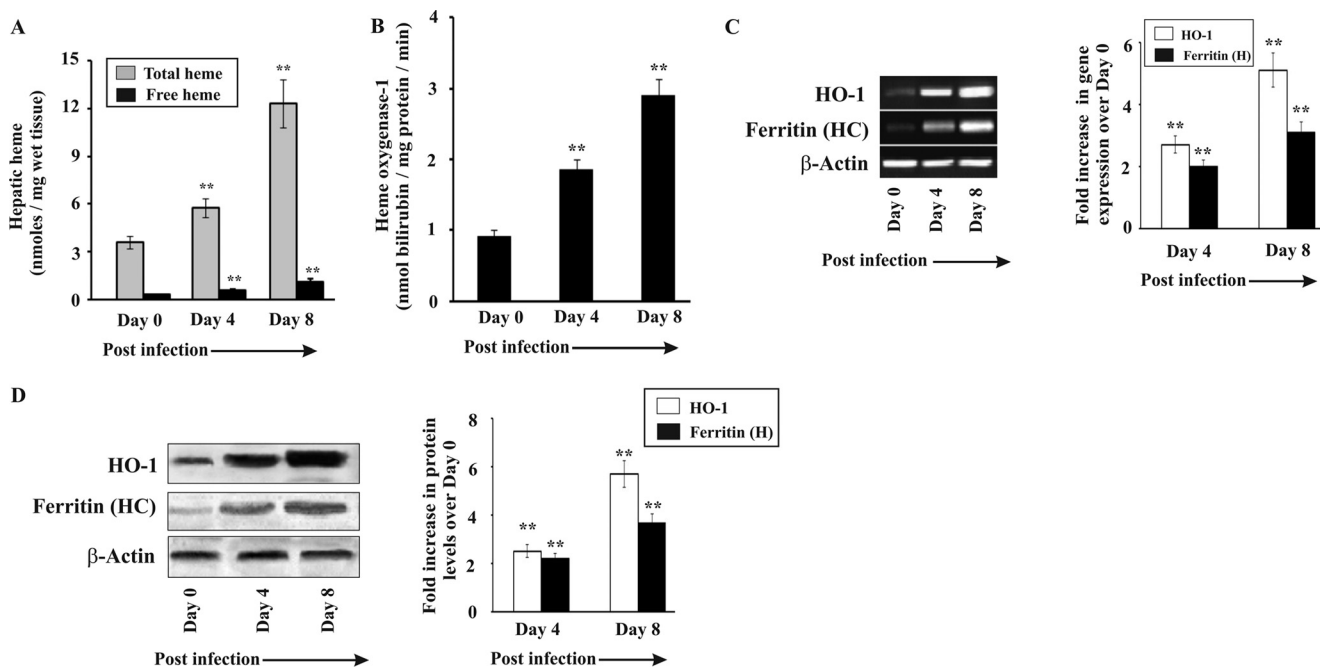 A
Hepatic heme
(nmoles / mg wet tissue)
15
12
9
6
3
0
Total heme
Free heme
**
**
**
**
Day 0
Day 4
Day 8
Post infection
B
Heme oxygenase-1
(nmol bilirubin / mg protein / min)
4
3
2
1
0
**
**
Day 0
Day 4
Day 8
Post infection
C
HO-1
Ferritin (HC)
β-Actin
Day 0
Day 4
Day 8
Post infection
Fold increase in gene
expression over Day 0
6
4
2
0
HO-1
Ferritin (H)
**
**
**
**
Day 4
Day 8
Post infection
D
HO-1
Ferritin (HC)
β-Actin
Day 0
Day 4
Day 8
Post infection
Fold increase in protein
levels over Day 0
8
6
4
2
0
HO-1
Ferritin (H)
**
**
**
**
Day 4
Day 8
Post infection